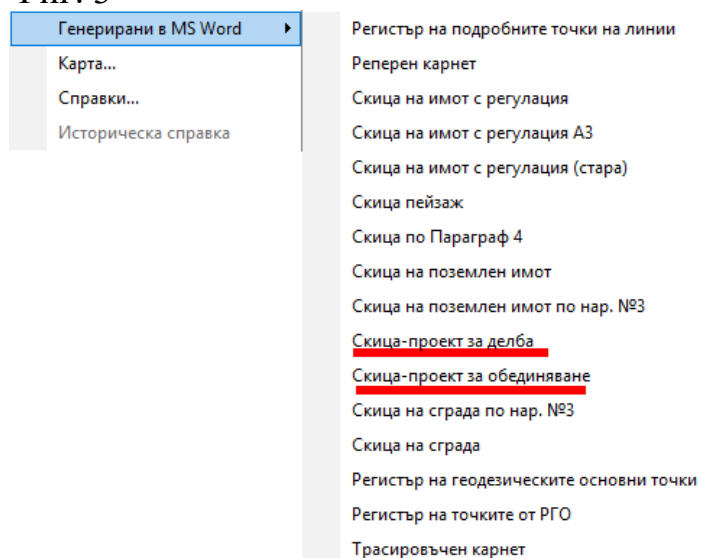 Генерирани в MS Word
Карта...
Справки...
Историческа справка
Регистър на подробните точки на линии
Реперен карнет
Скица на имот с регулация
Скица на имот с регулация А3
Скица на имот с регулация (стара)
Скица пейзаж
Скица по Параграф 4
Скица на поземлен имот
Скица на поземлен имот по нар. №3
Скица-проект за делба
Скица-проект за обединяване
Скица на сграда по нар. №3
Скица на сграда
Регистър на геодезическите основни точки
Регистър на точките от РГО
Трасировъчен карнет